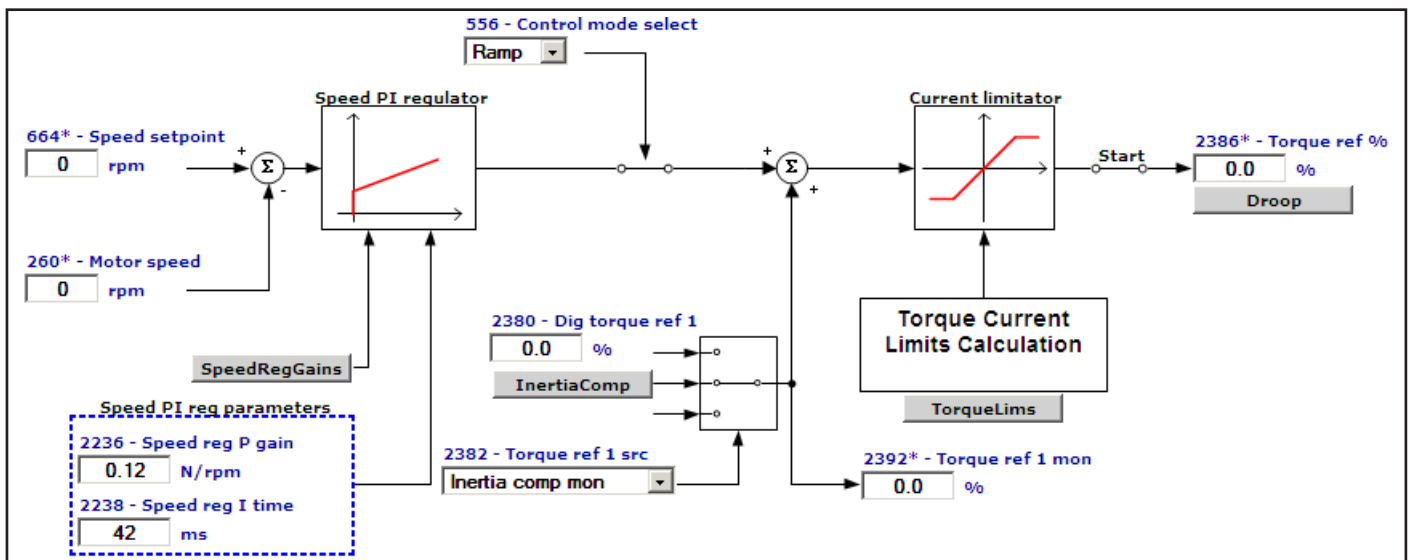 556 - Control mode select
Ramp
Speed PI regulator
Current limitator
664* - Speed setpoint
0 rpm
+
Σ
-
+
Σ
+
Start
2386* - Torque ref %
0.0 %
Droop
260* - Motor speed
0 rpm
2380 - Dig torque ref 1
0.0 %
InertiaComp
Torque Current
Limits Calculation
TorqueLims
SpeedRegGains
Speed PI reg parameters
2236 - Speed reg P gain
0.12 N/rpm
2238 - Speed reg I time
42 ms
2382 - Torque ref 1 src
Inertia comp mon
2392* - Torque ref 1 mon
0.0 %